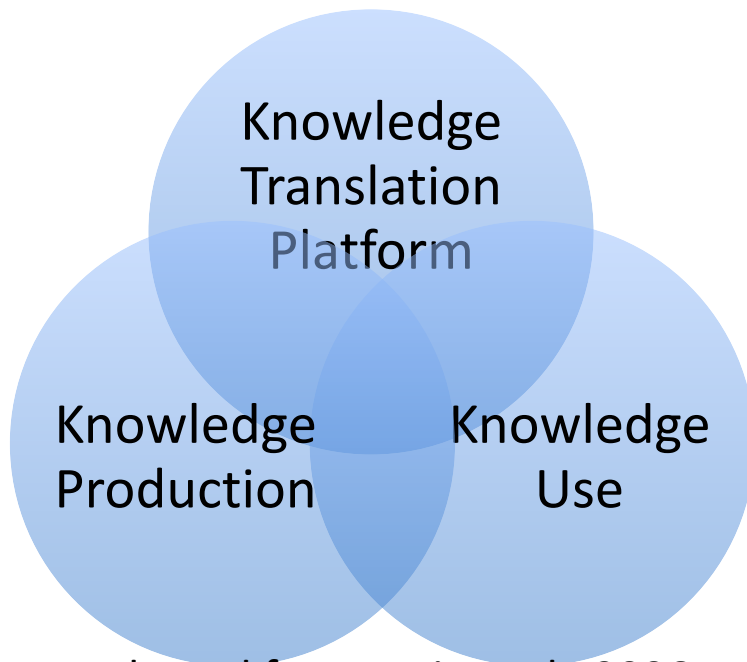 Knowledge
Translation
Platform
Knowledge
Production
Knowledge
Use